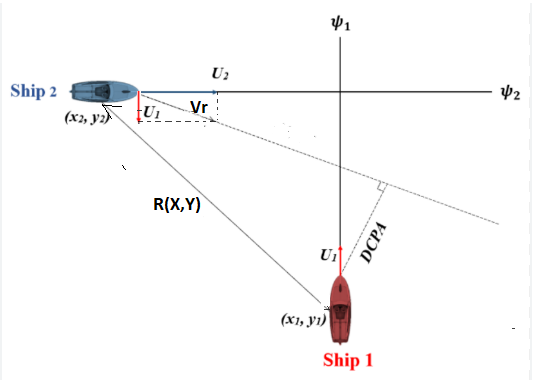 ψ₁
U₂
Ship 2
ψ₂
U₁
Vr
(x₂, y₂)
R(X,Y)
DCPA
U₁
(x₁, y₁)
Ship 1